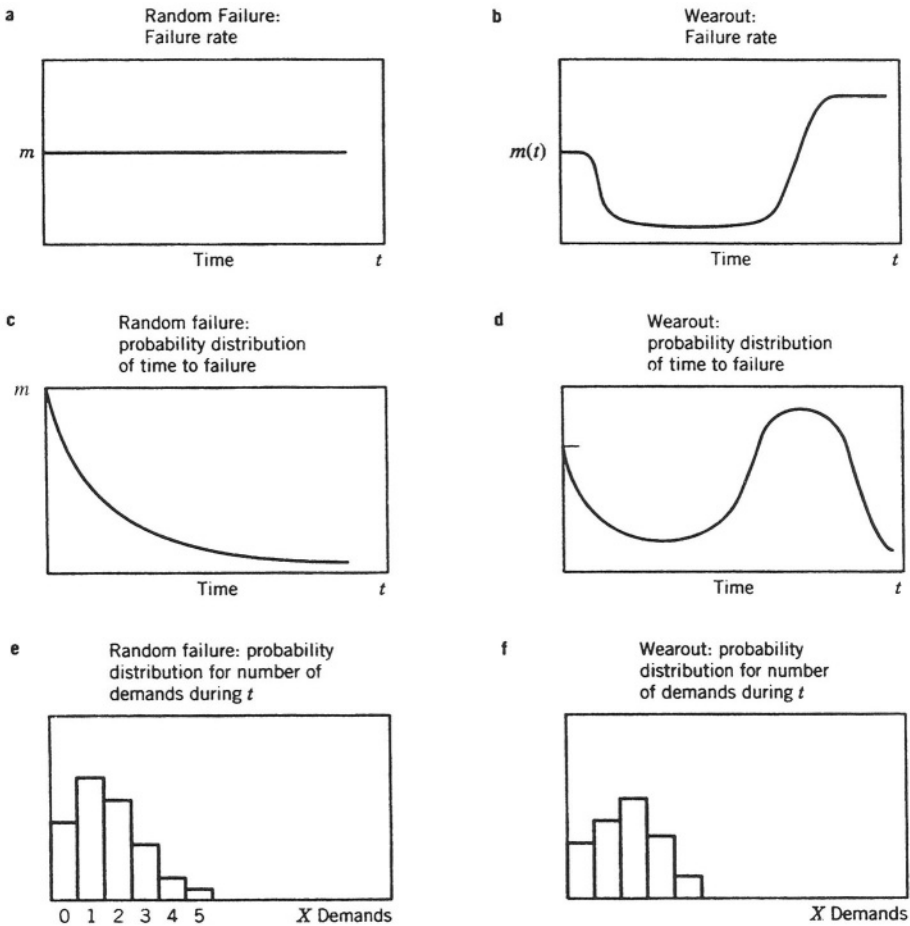 a
Random Failure:
Failure rate
m
Time
t
b
Wearout:
Failure rate
m(t)
Time
t
c
Random failure:
probability distribution
of time to failure
m
Time
t
d
Wearout:
probability distribution
of time to failure
Time
t
e
Random failure: probability
distribution for number of
demands during t
0 1 2 3 4 5
X Demands
f
Wearout: probability
distribution for number
of demands during t
X Demands